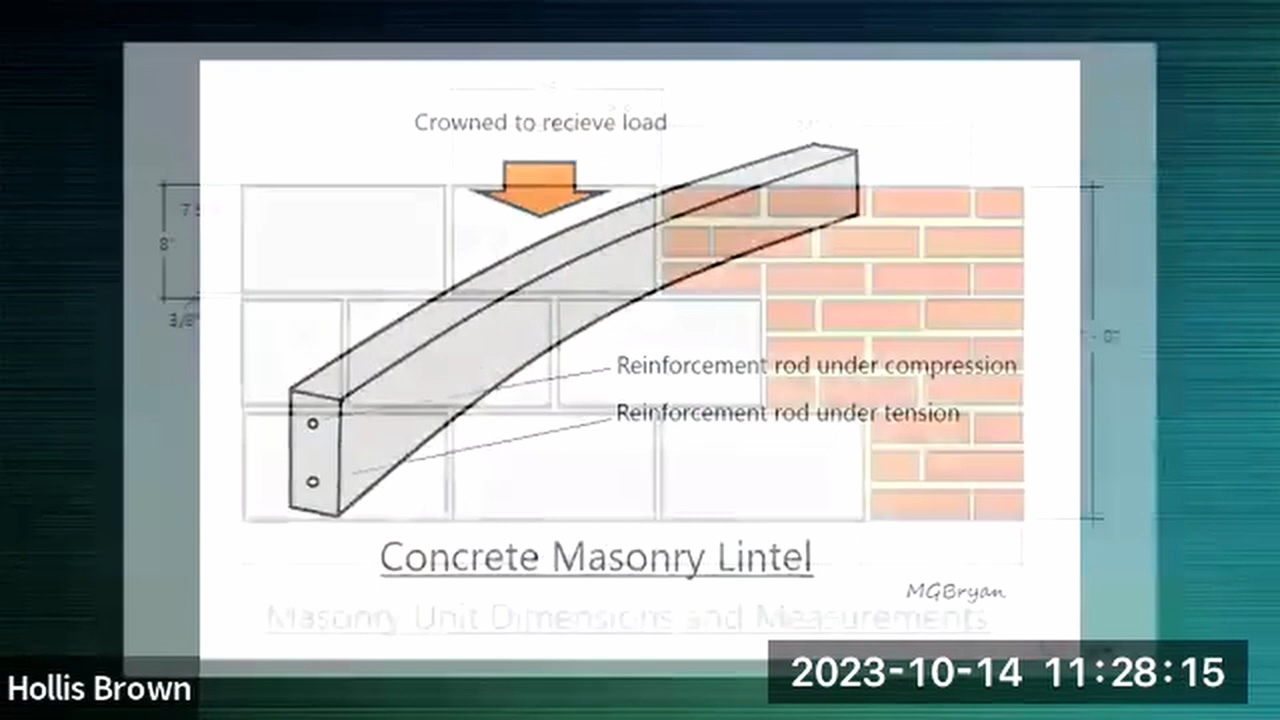 Crowned to recieve load
8"
3/8"
Reinforcement rod under compression
Reinforcement rod under tension
Concrete Masonry Lintel
MGBryan
Masonry Unit Dimensions and Measurements
2023-10-14 11:28:15
Hollis Brown